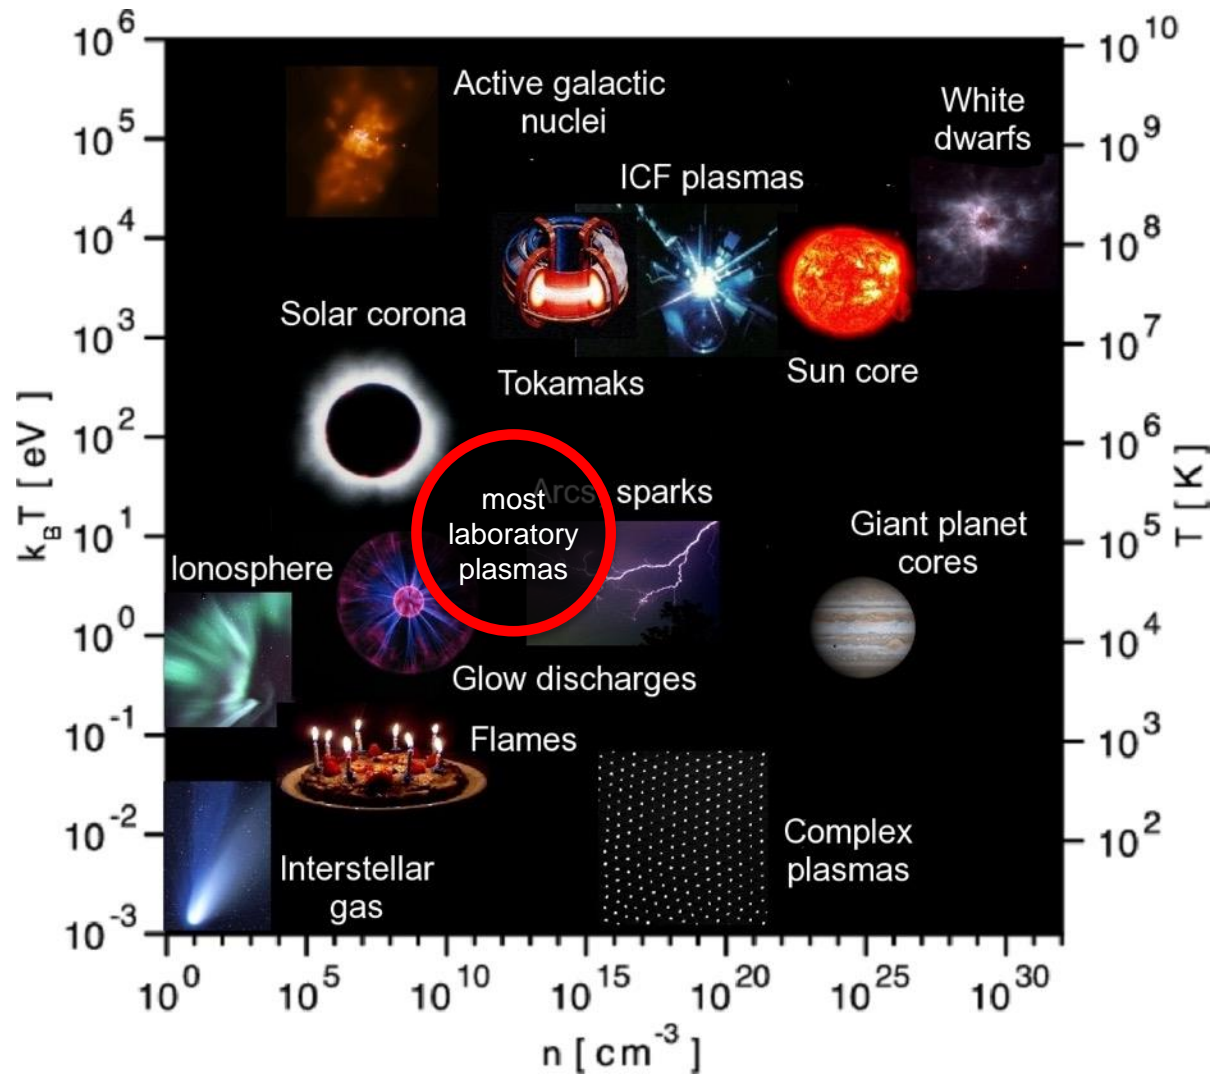 10^6
10^5
10^4
10^3
10^2
10^1
10^0
10^-1
10^-2
10^-3
k_BT [ eV ]
Active galactic
nuclei
White
dwarfs
ICF plasmas
Solar corona
Tokamaks
Sun core
Arcs sparks
most
laboratory
plasmas
Giant planet
cores
Ionosphere
Glow discharges
Flames
Complex
plasmas
Interstellar
gas
10^10
10^9
10^8
10^7
10^6
10^5
10^4
10^3
10^2
T [ K ]
10^0
10^5
10^10
10^15
10^20
10^25
10^30
n [ cm^-3 ]